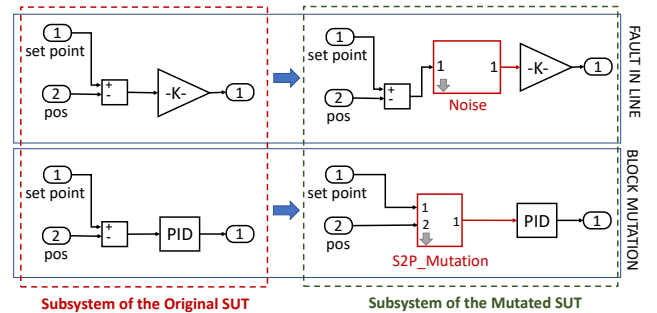 1
set point
+
-
2
pos
-K-
1
1
set point
+
-
2
pos
1
1
Noise
-K-
1
FAULT IN LINE
1
set point
+
-
2
pos
PID
1
1
set point
2
pos
1
2
1
S2P_Mutation
PID
1
BLOCK MUTATION
Subsystem of the Original SUT
Subsystem of the Mutated SUT